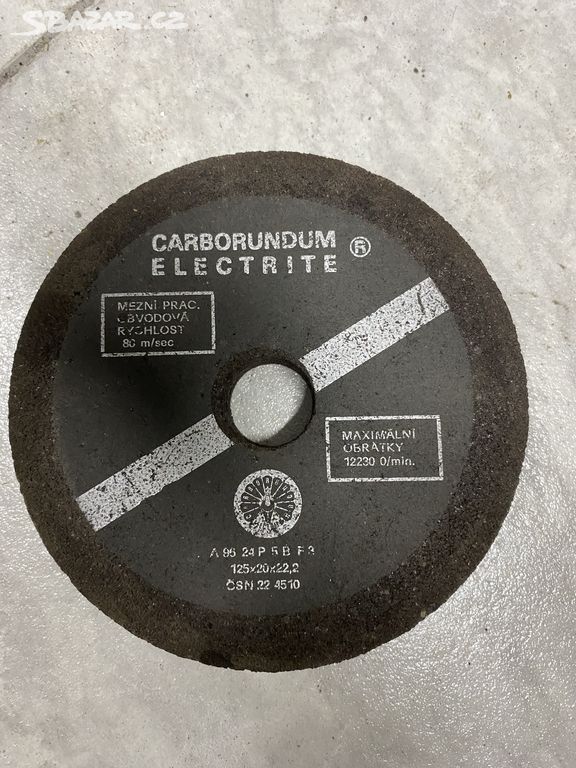 SBAZAR.CZ
CARBORUNDUM ®
ELECTRITE
MEZNÍ PRAC.
OBVODOVÁ
RYCHLOST
80 m/sec
MAXIMÁLNÍ
OBRÁTKY
12230 0/min.
A 96 24 P 5 B F 3
125x20x22,2
ČSN 22 4510